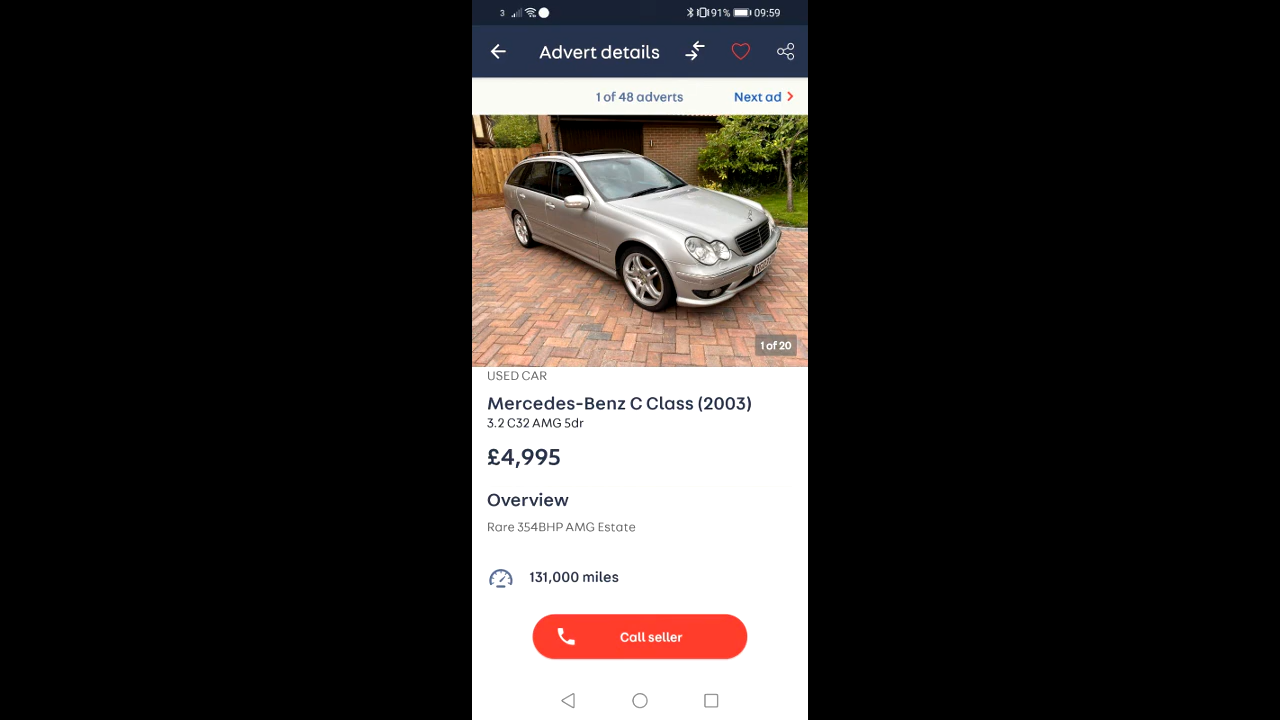 3 91% 09:59
Advert details
1 of 48 adverts Next ad
1 of 20
USED CAR
Mercedes-Benz C Class (2003)
3.2 C32 AMG 5dr
£4,995
Overview
Rare 354BHP AMG Estate
131,000 miles
Call seller